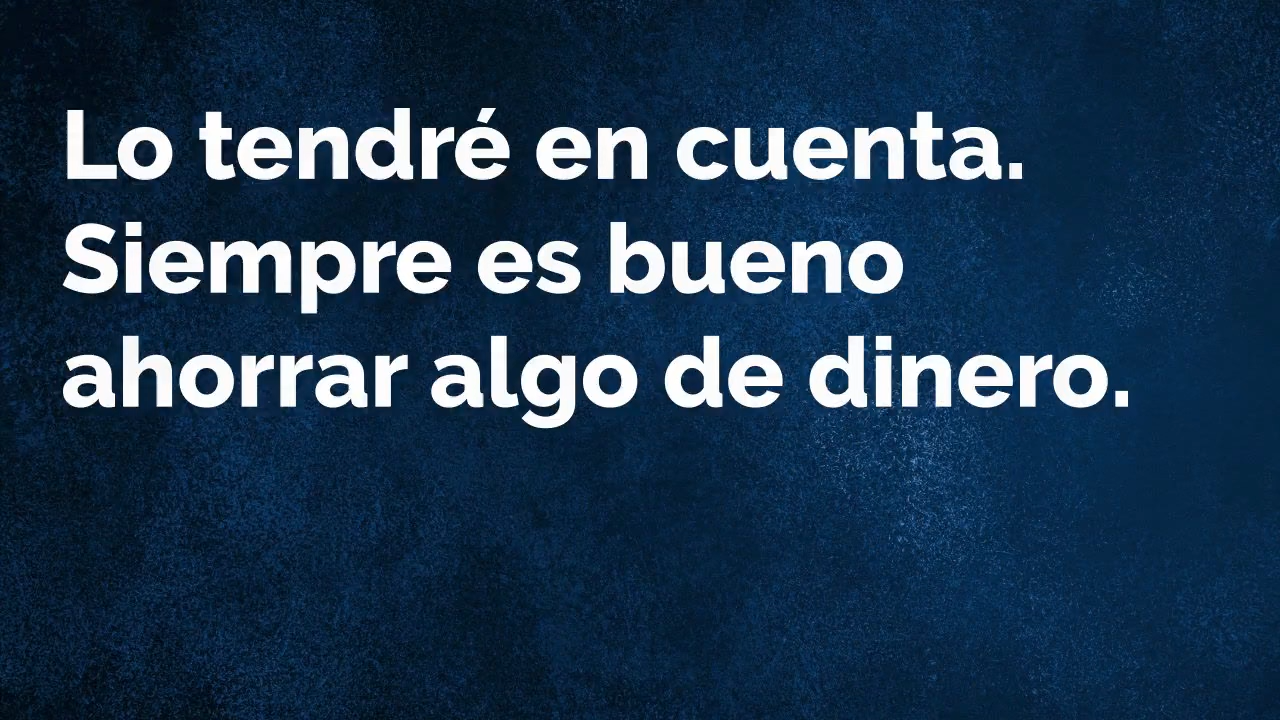 Lo tendré en cuenta.
Siempre es bueno
ahorrar algo de dinero.